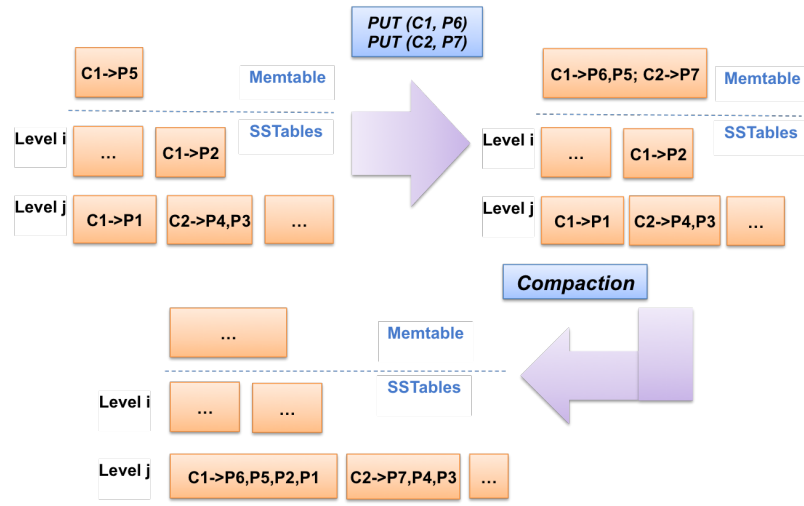 PUT (C1, P6)
PUT (C2, P7)
C1->P5
Memtable
Level i
...
C1->P2
SSTables
Level j
C1->P1
C2->P4,P3
...
C1->P6,P5; C2->P7
Memtable
Level i
...
C1->P2
SSTables
Level j
C1->P1
C2->P4,P3
...
Compaction
...
Memtable
SSTables
Level i
...
...
Level j
C1->P6,P5,P2,P1
C2->P7,P4,P3
...